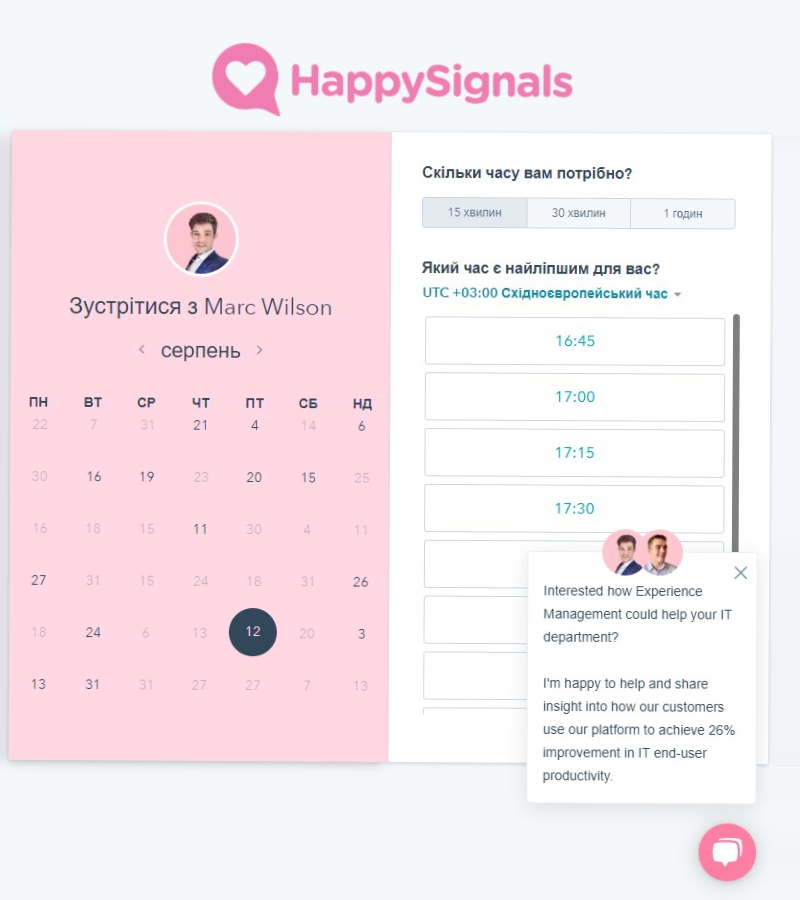 HappySignals
Зустрітися з Marc Wilson
серпень
ПН ВТ СР ЧТ ПТ СБ НД
22 7 31 21 4 14 6
30 16 19 23 20 15 25
16 18 15 11 30 4 11
27 31 15 24 18 31 26
18 24 6 13 12 20 3
13 31 31 27 27 7 13
Скільки часу вам потрібно?
15 хвилин 30 хвилин 1 годин
Який час є найліпшим для вас?
UTC +03:00 Східноєвропейський час
16:45
17:00
17:15
17:30
Interested how Experience
Management could help your IT
department?
I'm happy to help and share
insight into how our customers
use our platform to achieve 26%
improvement in IT end-user
productivity.